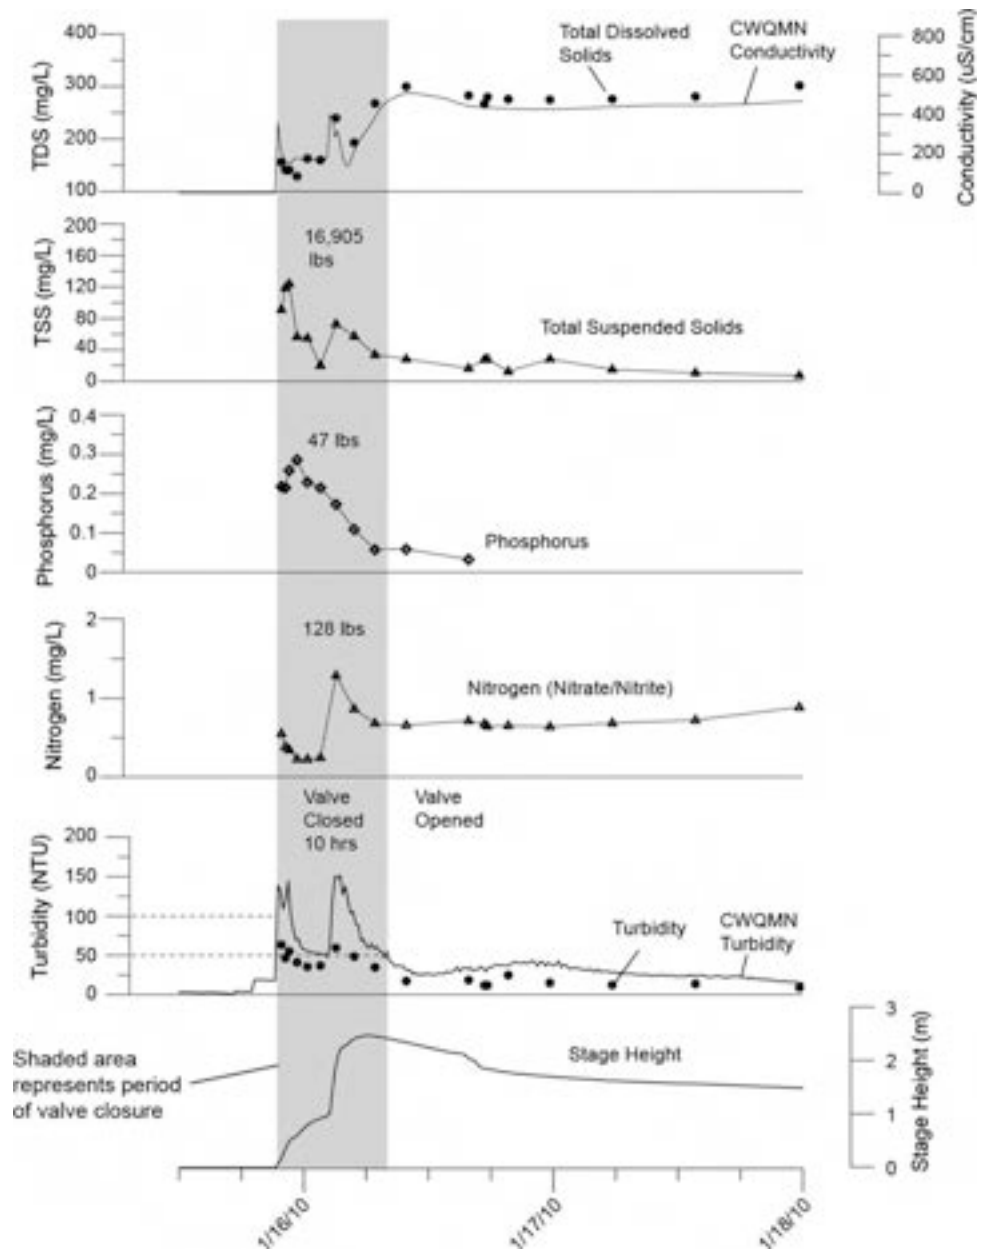 400
300
200
100
TDS (mg/L)
Total Dissolved
Solids
CWQMN
Conductivity
800
600
400
200
0
Conductivity (uS/cm)
200
160
120
80
40
0
TSS (mg/L)
16,905
lbs
Total Suspended Solids
0.4
0.3
0.2
0.1
0
Phosphorus (mg/L)
47 lbs
Phosphorus
2
1
0
Nitrogen (mg/L)
128 lbs
Nitrogen (Nitrate/Nitrite)
Valve
Closed
10 hrs
Valve
Opened
200
150
100
50
0
Turbidity (NTU)
Turbidity
CWQMN
Turbidity
Shaded area
represents period
of valve closure
Stage Height
3
2
1
0
Stage Height (m)
1/16/10
1/17/10
1/18/10